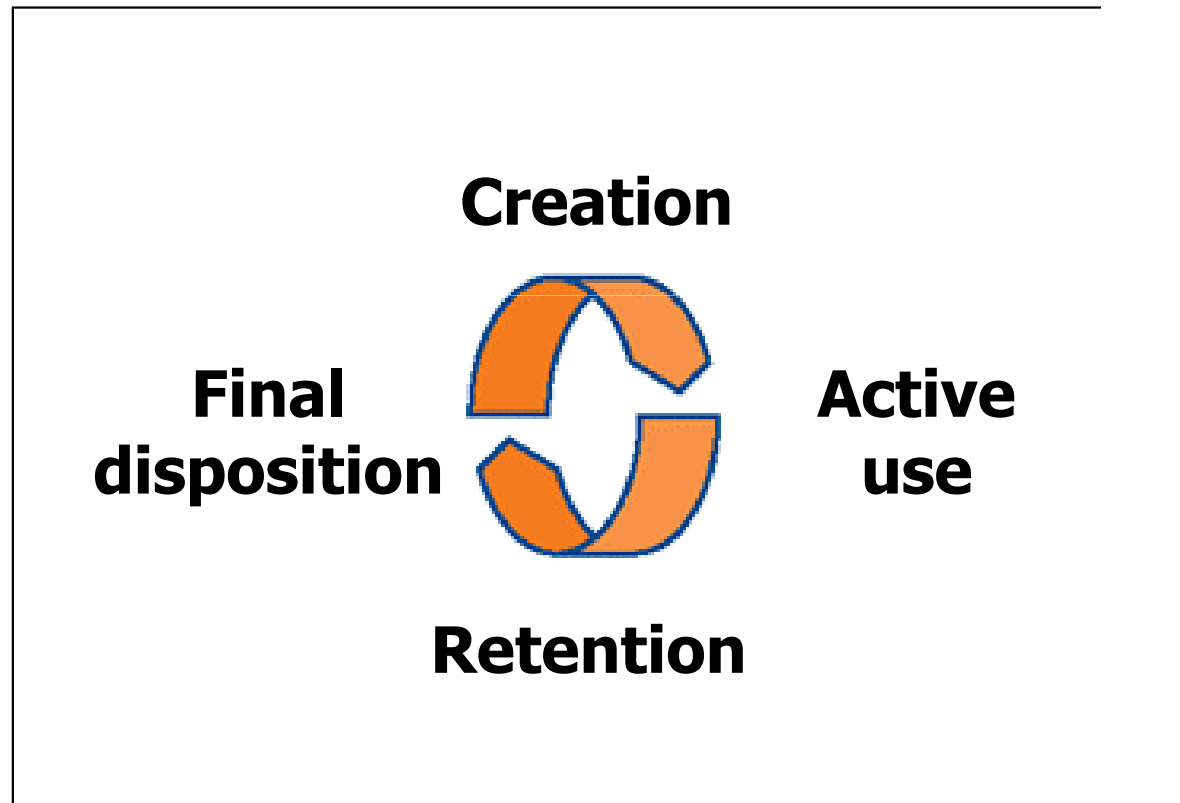 Creation
Final
disposition
Active
use
Retention